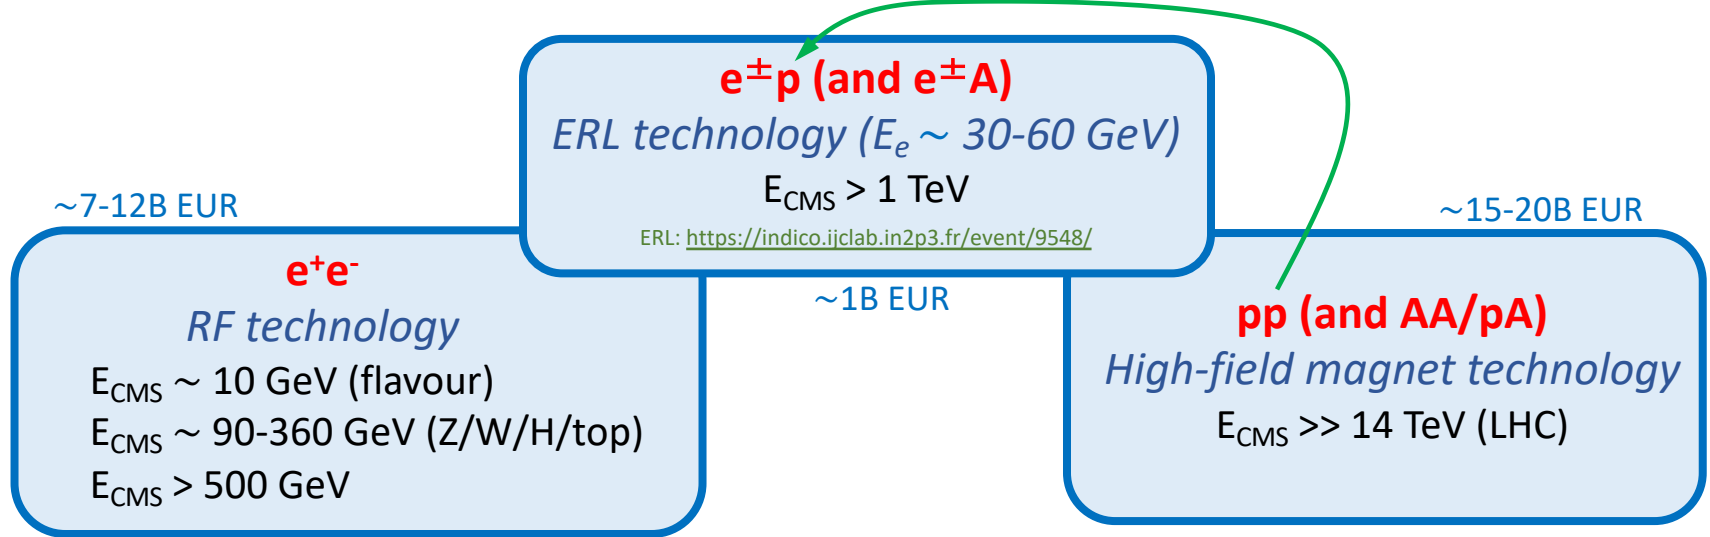 e±p (and e±A)
ERL technology (Ee ~ 30-60 GeV)
ECMS > 1 TeV
ERL: https://indico.ijclab.in2p3.fr/event/9548/
~1B EUR
~7-12B EUR
e+e-
RF technology
ECMS ~ 10 GeV (flavour)
ECMS ~ 90-360 GeV (Z/W/H/top)
ECMS > 500 GeV
~15-20B EUR
pp (and AA/pA)
High-field magnet technology
ECMS >> 14 TeV (LHC)